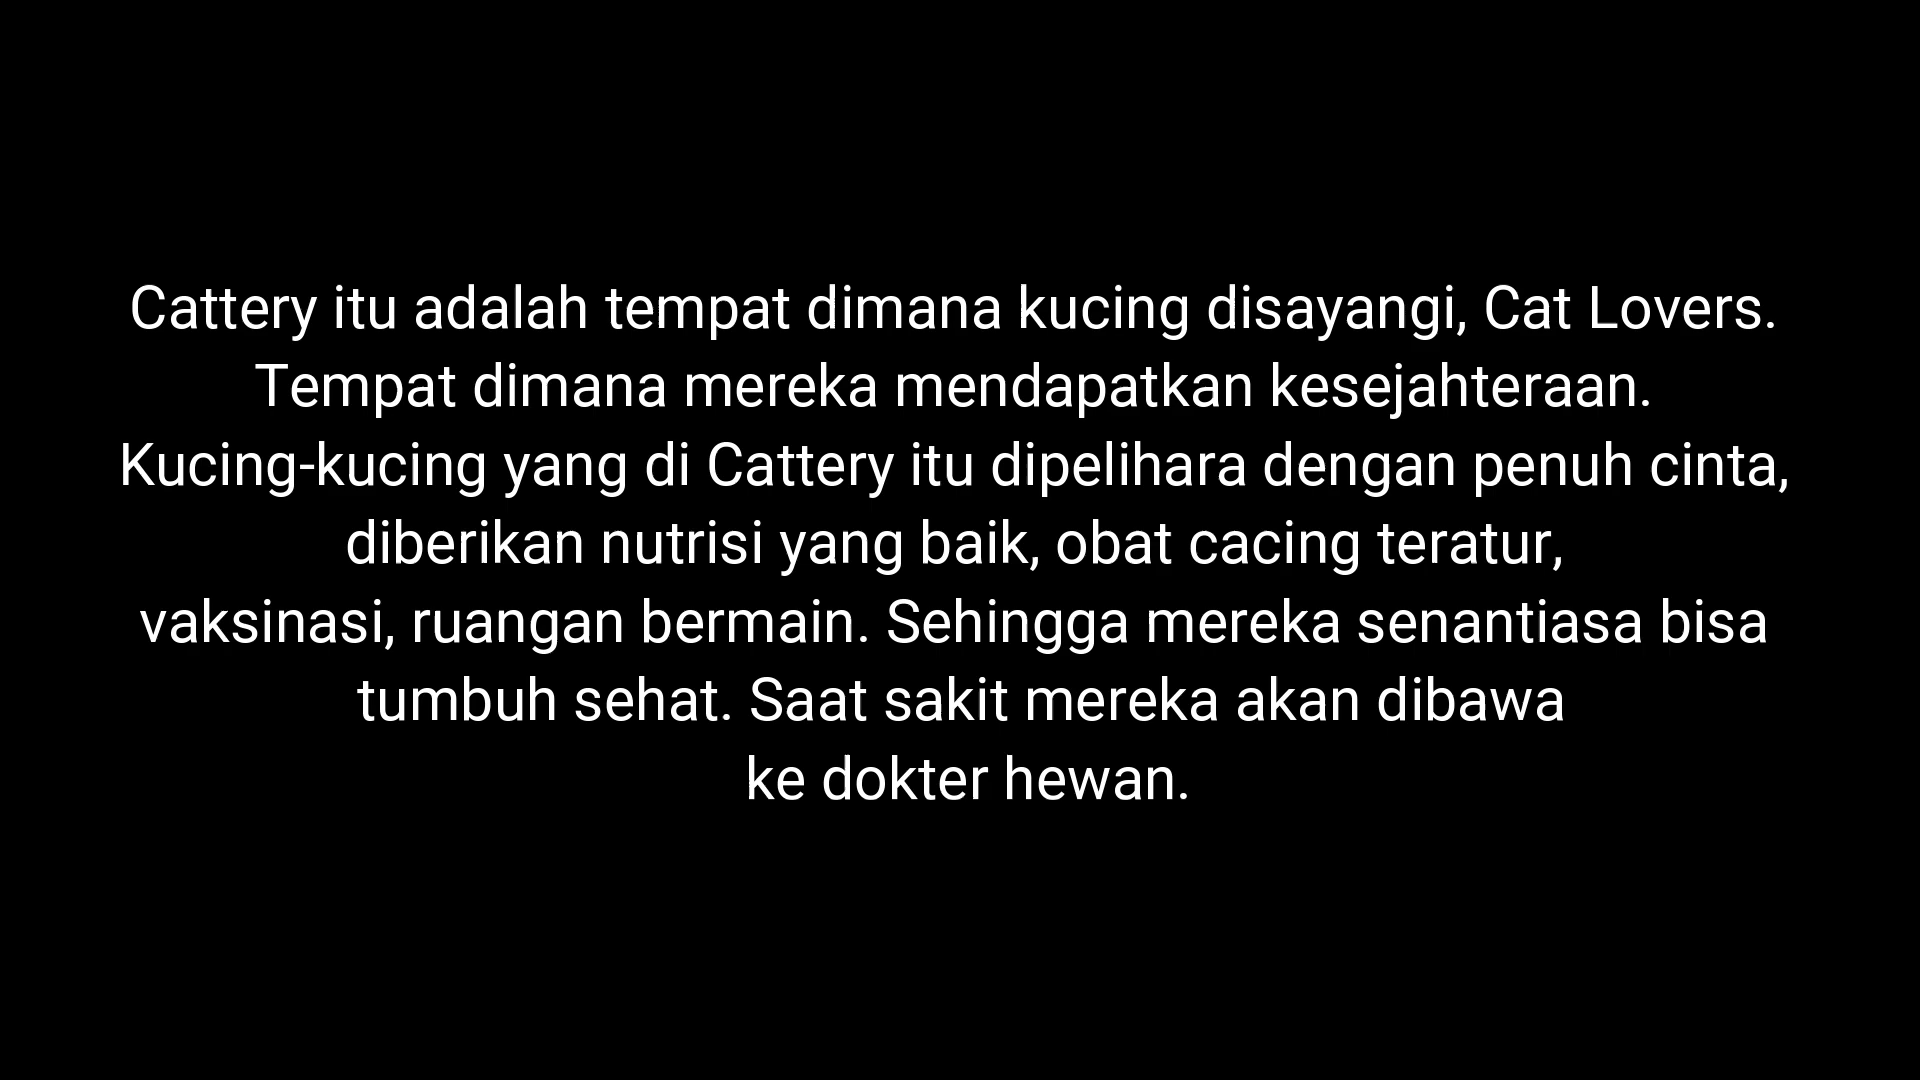 Cattery itu adalah tempat dimana kucing disayangi, Cat Lovers.
Tempat dimana mereka mendapatkan kesejahteraan.
Kucing-kucing yang di Cattery itu dipelihara dengan penuh cinta,
diberikan nutrisi yang baik, obat cacing teratur,
vaksinasi, ruangan bermain. Sehingga mereka senantiasa bisa
tumbuh sehat. Saat sakit mereka akan dibawa
ke dokter hewan.